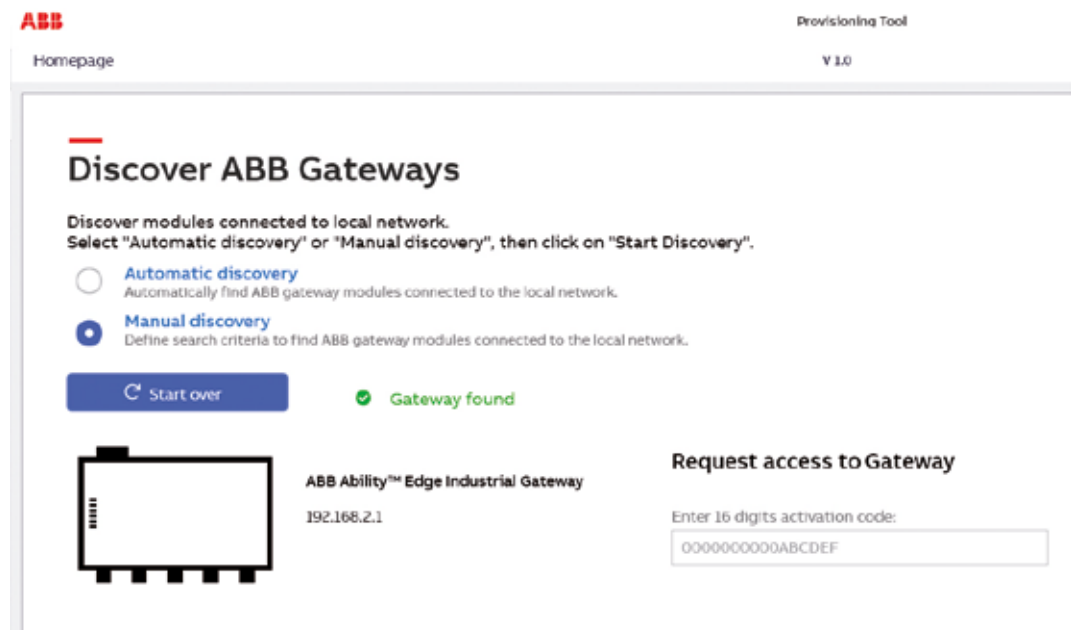 ABB
Provisioning Tool
Homepage
V 1.0
Discover ABB Gateways
Discover modules connected to local network.
Select "Automatic discovery" or "Manual discovery", then click on "Start Discovery".
Automatic discovery
Automatically find ABB gateway modules connected to the local network.
Manual discovery
Define search criteria to find ABB gateway modules connected to the local network.
Start over
Gateway found
ABB Ability™ Edge Industrial Gateway
192.168.2.1
Request access to Gateway
Enter 16 digits activation code:
0000000000ABCDEF